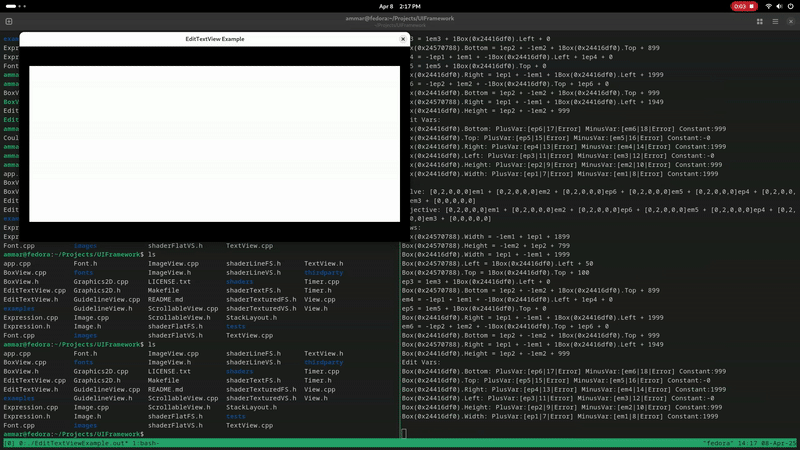 Apr 8  2:17 PM
0:03
ammar@fedora:~/Projects/UIFramework
EditTextView Example
Font.cpp images shaderFlatVS.h TextView.cpp
ammar@fedora:~/Projects/UIFramework$ ls
app.cpp Font.h ImageView.cpp shaderLineFS.h TextView.h
BoxView.cpp fonts ImageView.h shaderLineVS.h thirdparty
BoxView.h Graphics2D.cpp LICENSE.txt shaders Timer.cpp
EditTextView.cpp Graphics2D.h Makefile shaderTexturedFS.h Timer.h
EditTextView.h GuidelineView.cpp README.md shaderTexturedVS.h View.cpp
examples GuidelineView.h ScrollableView.cpp StackLayout.h View.h
Expression.cpp Image.cpp ScrollableView.h StackView.h
Expression.h Image.h shaderFlatFS.h tests
Font.cpp images shaderFlatVS.h TextView.cpp
ammar@fedora:~/Projects/UIFramework$ ls
app.cpp Font.h ImageView.cpp shaderLineFS.h TextView.h
BoxView.cpp fonts ImageView.h shaderLineVS.h thirdparty
BoxView.h Graphics2D.cpp LICENSE.txt shaders Timer.cpp
EditTextView.cpp Graphics2D.h Makefile shaderTexturedFS.h Timer.h
EditTextView.h GuidelineView.cpp README.md shaderTexturedVS.h View.cpp
examples GuidelineView.h ScrollableView.cpp shaderTexturedVS.h View.h
Expression.cpp Image.cpp ScrollableView.h StackLayout.h
Expression.h Image.h shaderFlatFS.h tests
Font.cpp images shaderFlatVS.h TextView.cpp
ammar@fedora:~/Projects/UIFramework$
3 = 1em3 + 1Box(0x24416df0).Left + 0
ox(0x24570788).Bottom = 1ep2 + -1em2 + 1Box(0x24416df0).Top + 899
4 = -1ep1 + 1em1 + -1Box(0x24416df0).Left + 1ep4 + 0
5 = 1em5 + 1Box(0x24416df0).Top + 0
ox(0x24416df0).Right = 1ep1 + -1em1 + 1Box(0x24416df0).Left + 1999
6 = -1ep2 + 1em2 + -1Box(0x24416df0).Top + 1ep6 + 0
ox(0x24416df0).Bottom = 1ep2 + -1em2 + 1Box(0x24416df0).Top + 999
ox(0x24570788).Right = 1ep1 + -1em1 + 1Box(0x24416df0).Left + 1949
ox(0x24416df0).Height = 1ep2 + -1em2 + 999
it Vars:
ox(0x24416df0).Bottom: PlusVar:[ep6|17|Error] MinusVar:[em6|18|Error] Constant:999
ox(0x24416df0).Top: PlusVar:[ep5|15|Error] MinusVar:[em5|16|Error] Constant:-0
ox(0x24416df0).Right: PlusVar:[ep4|13|Error] MinusVar:[em4|14|Error] Constant:1999
ox(0x24416df0).Left: PlusVar:[ep3|11|Error] MinusVar:[em3|12|Error] Constant:-0
ox(0x24416df0).Height: PlusVar:[ep2|9|Error] MinusVar:[em2|10|Error] Constant:999
ox(0x24416df0).Width: PlusVar:[ep1|7|Error] MinusVar:[em1|8|Error] Constant:1999
lve: [0,2,0,0,0]em1 + [0,2,0,0,0]em2 + [0,2,0,0,0]ep6 + [0,2,0,0,0]em5 + [0,2,0,0,0]ep4 + [0,2,0,0,
em3 + [0,0,0,0,0]
jective: [0,2,0,0,0]em1 + [0,2,0,0,0]em2 + [0,2,0,0,0]ep6 + [0,2,0,0,0]em5 + [0,2,0,0,0]ep4 + [0,2,
0,0]em3 + [0,0,0,0,0]
ws:
Box(0x24570788).Width = -1em1 + 1ep1 + 1899
Box(0x24570788).Height = -1em2 + 1ep2 + 799
Box(0x24416df0).Width = 1ep1 + -1em1 + 1999
Box(0x24570788).Left = 1Box(0x24416df0).Left + 50
Box(0x24570788).Top = 1Box(0x24416df0).Top + 100
ep3 = 1em3 + 1Box(0x24416df0).Left + 0
Box(0x24570788).Bottom = 1ep2 + -1em2 + 1Box(0x24416df0).Top + 899
em4 = -1ep1 + 1em1 + -1Box(0x24416df0).Left + 1ep4 + 0
ep5 = 1em5 + 1Box(0x24416df0).Top + 0
Box(0x24416df0).Right = 1ep1 + -1em1 + 1Box(0x24416df0).Left + 1999
em6 = -1ep2 + 1em2 + -1Box(0x24416df0).Top + 1ep6 + 0
Box(0x24416df0).Bottom = 1ep2 + -1em2 + 1Box(0x24416df0).Top + 999
Box(0x24570788).Right = 1ep1 + -1em1 + 1Box(0x24416df0).Left + 1949
Box(0x24416df0).Height = 1ep2 + -1em2 + 999
Edit Vars:
Box(0x24416df0).Bottom: PlusVar:[ep6|17|Error] MinusVar:[em6|18|Error] Constant:999
Box(0x24416df0).Top: PlusVar:[ep5|15|Error] MinusVar:[em5|16|Error] Constant:-0
Box(0x24416df0).Right: PlusVar:[ep4|13|Error] MinusVar:[em4|14|Error] Constant:1999
Box(0x24416df0).Left: PlusVar:[ep3|11|Error] MinusVar:[em3|12|Error] Constant:-0
Box(0x24416df0).Height: PlusVar:[ep2|9|Error] MinusVar:[em2|10|Error] Constant:999
Box(0x24416df0).Width: PlusVar:[ep1|7|Error] MinusVar:[em1|8|Error] Constant:1999
[0] 0:./EditTextViewExample.out* 1:bash- "fedora" 14:17 08-Apr-25